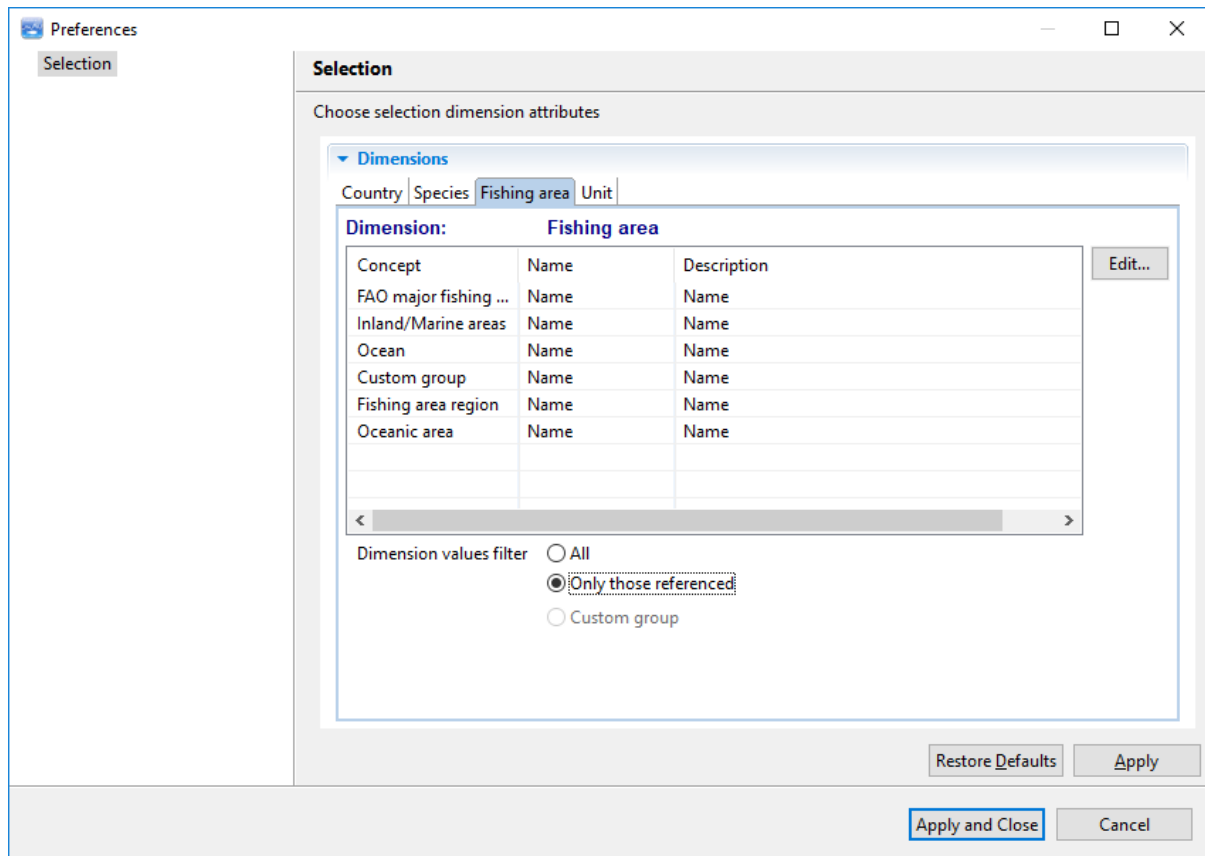 Preferences
Selection
Selection
Choose selection dimension attributes
Dimensions
Country Species Fishing area Unit
Dimension: Fishing area
Concept Name Description
Edit...
FAO major fishing ... Name Name
Inland/Marine areas Name Name
Ocean Name Name
Custom group Name Name
Fishing area region Name Name
Oceanic area Name Name
Dimension values filter All
Only those referenced
Custom group
Restore Defaults Apply
Apply and Close Cancel